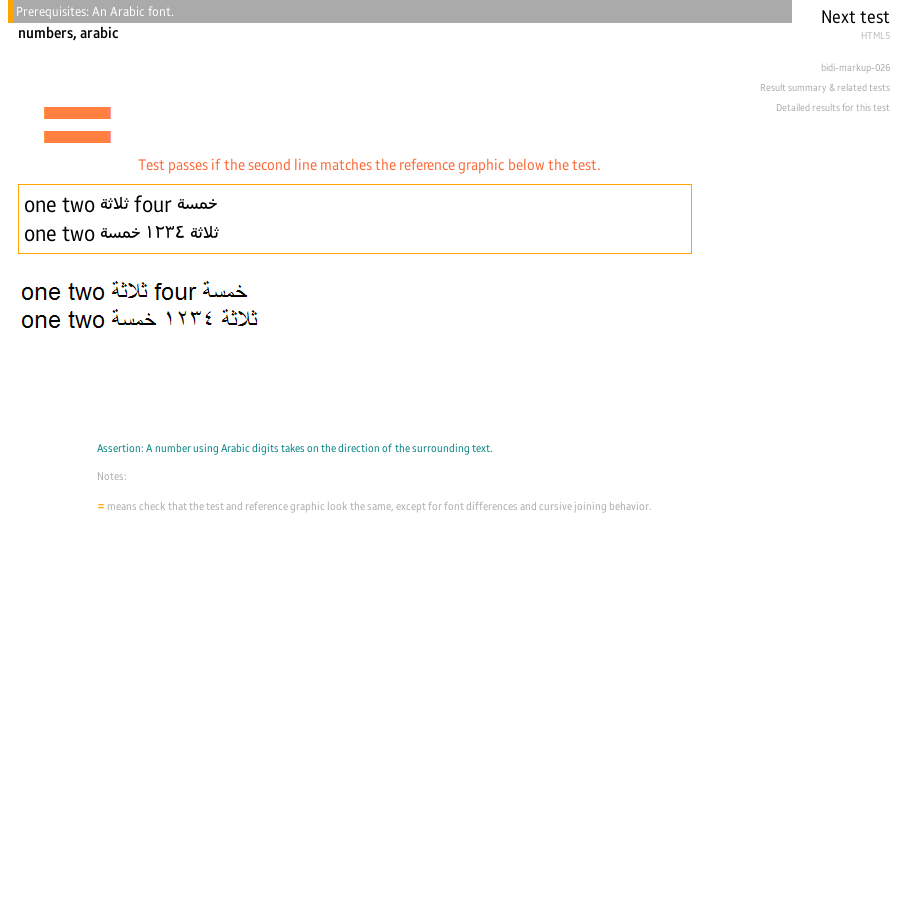 Prerequisites: An Arabic font.
Next test
numbers, arabic
HTML5
bidi-markup-026
Result summary & related tests
Detailed results for this test
=
Test passes if the second line matches the reference graphic below the test.
one two ثلاثة four خمسة
one two ثلاثة ١٢٣٤ خمسة
one two ثلاثة four خمسة
one two ثلاثة ١٢٣٤ خمسة
Assertion: A number using Arabic digits takes on the direction of the surrounding text.
Notes:
= means check that the test and reference graphic look the same, except for font differences and cursive joining behavior.